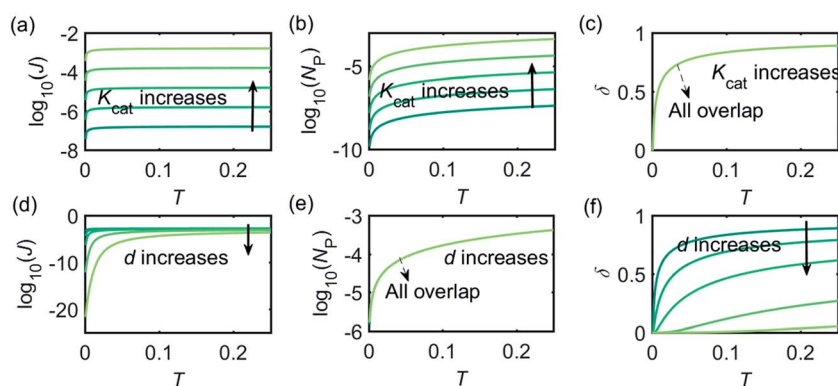 (a)
-2
-4
-6
-8
log10(J)
Kcat increases
0
0.1
0.2
T
(b)
-5
-10
log10(NP)
Kcat increases
0
0.1
0.2
T
(c)
1
0.5
0
δ
Kcat increases
All overlap
0
0.1
0.2
T
(d)
0
-10
-20
log10(J)
d increases
0
0.1
0.2
T
(e)
-3
-4
-5
-6
log10(NP)
d increases
All overlap
0
0.1
0.2
T
(f)
1
0.5
0
δ
d increases
0
0.1
0.2
T